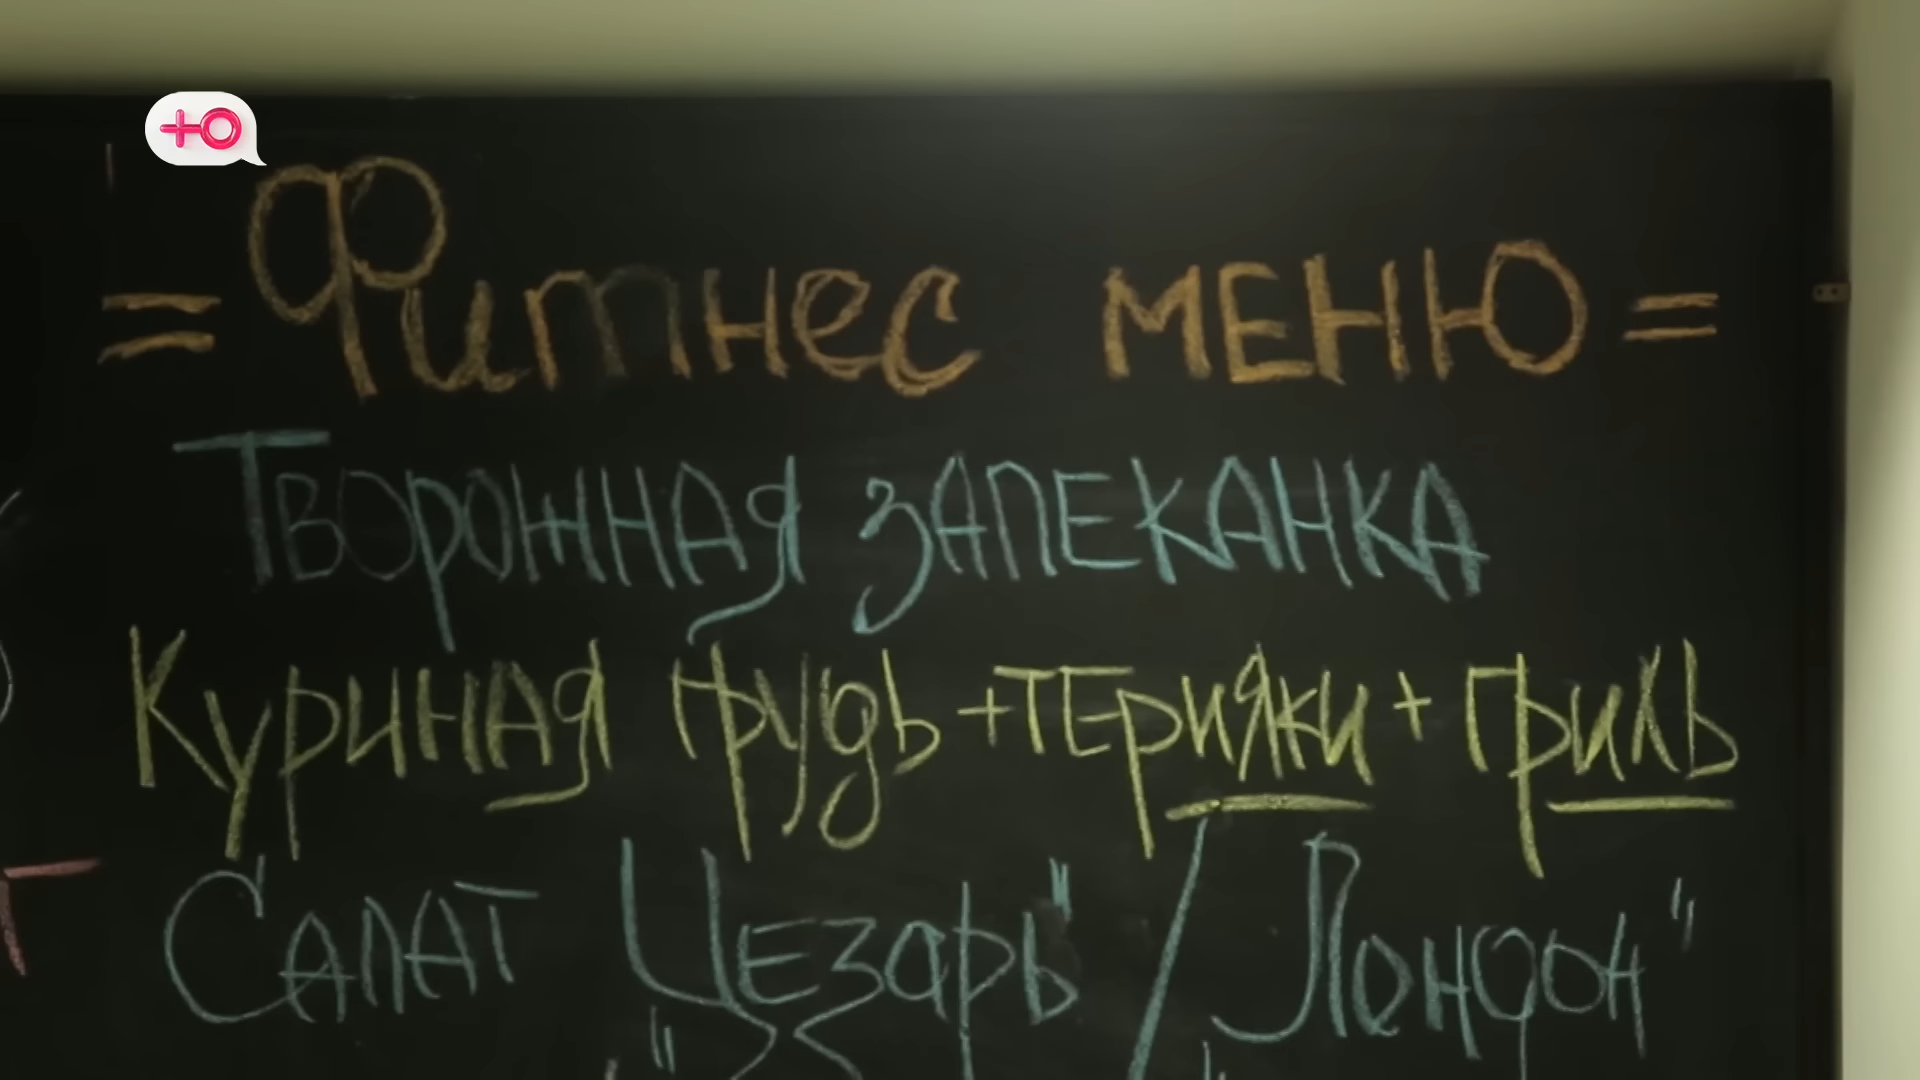 Ю
= Фитнес меню =
Творожная запеканка
Куриная грудь + терияки + гриль
Салат Цезарь" / Лондон"